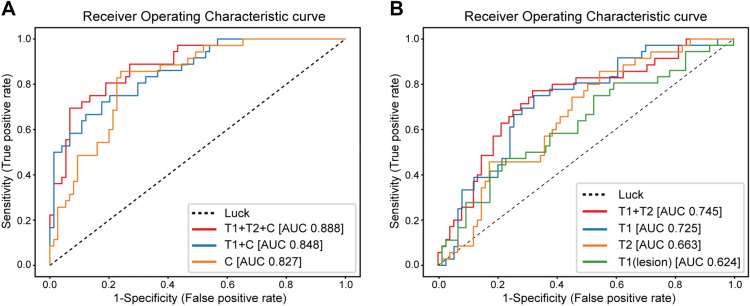 A
Receiver Operating Characteristic curve
Sensitivity (True positive rate)
1.0
0.8
0.6
0.4
0.2
0.0
Luck
T1+T2+C [AUC 0.888]
T1+C [AUC 0.848]
C [AUC 0.827]
0.0 0.2 0.4 0.6 0.8 1.0
1-Specificity (False positive rate)
B
Receiver Operating Characteristic curve
Sensitivity (True positive rate)
1.0
0.8
0.6
0.4
0.2
0.0
Luck
T1+T2 [AUC 0.745]
T1 [AUC 0.725]
T2 [AUC 0.663]
T1(lesion) [AUC 0.624]
0.0 0.2 0.4 0.6 0.8 1.0
1-Specificity (False positive rate)